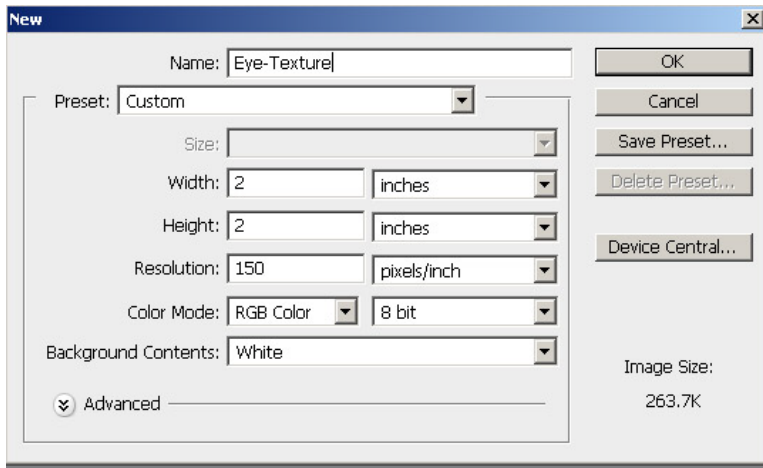 New
Name: Eye-Texture
OK
Preset: Custom
Cancel
Size:
Save Preset...
Width: 2 inches
Delete Preset...
Height: 2 inches
Device Central...
Resolution: 150 pixels/inch
Color Mode: RGB Color 8 bit
Background Contents: White
Image Size:
263.7K
Advanced